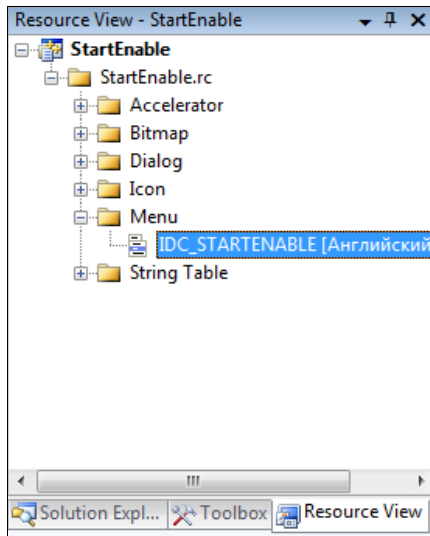 Resource View - StartEnable
StartEnable
StartEnable.rc
Accelerator
Bitmap
Dialog
Icon
Menu
IDC_STARTENABLE [Английский
String Table
Solution Expl... Toolbox Resource View